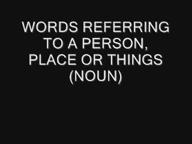 WORDS REFERRING
TO A PERSON,
PLACE OR THINGS
(NOUN)